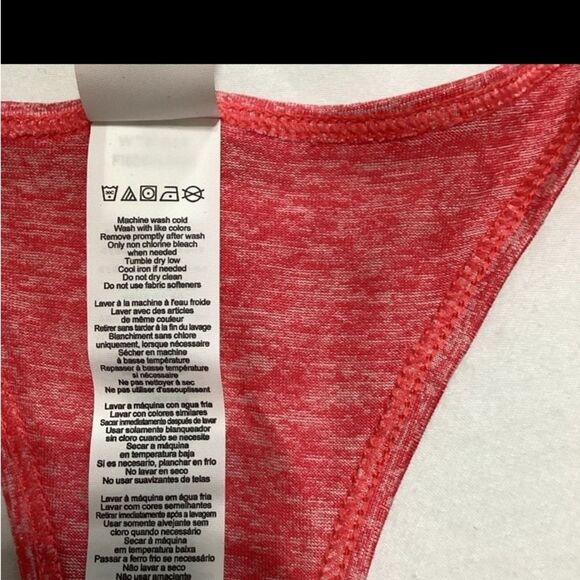 Machine wash cold
Wash with like colors
Remove promptly after wash
Only non chlorine bleach
when needed
Tumble dry low
Cool iron if needed
Do not dry clean
Do not use fabric softeners
Laver à la machine à l'eau froide
Laver avec des articles
de même couleur
Retirer sans tarder à la fin du lavage
Blanchiment sans chlore
uniquement, lorsque nécessaire
Sécher en machine
à basse température
Repasser à basse température
si nécessaire
Ne pas nettoyer à sec
Ne pas utiliser d'assouplissant
Lavar a máquina con agua fría
Lavar con colores similares
Sacar inmediatamente después de lavar
Usar solamente blanqueador
sin cloro cuando se necesite
Secar a máquina
en temperatura baja
Si es necesario, planchar en frío
No lavar en seco
No usar suavizantes de telas
Lavar à máquina em água fria
Lavar com cores semelhantes
Retirar imediatamente após a lavagem
Usar somente alvejante sem
cloro quando necessário
Secar à máquina
em temperatura baixa
Passar a ferro frio se necessário
Não lavar a seco
Não usar amaciante